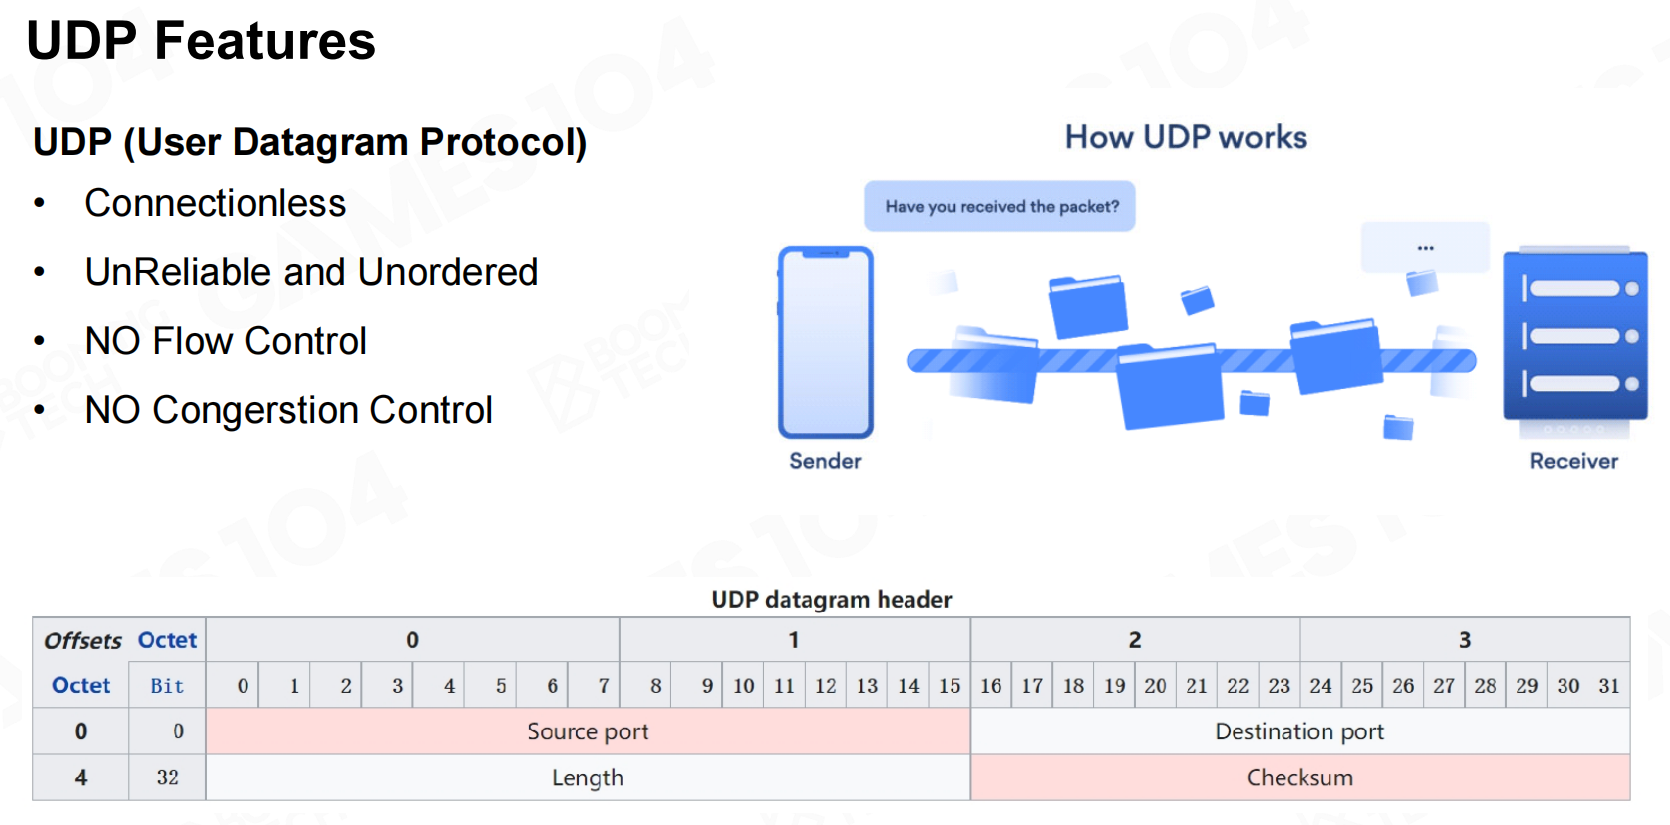 UDP Features
UDP (User Datagram Protocol)
• Connectionless
• UnReliable and Unordered
• NO Flow Control
• NO Congerstion Control
How UDP works
Have you received the packet?
...
Sender
Receiver
UDP datagram header
Offsets Octet 0 1 2 3
Octet Bit 0 1 2 3 4 5 6 7 8 9 10 11 12 13 14 15 16 17 18 19 20 21 22 23 24 25 26 27 28 29 30 31
0 0 Source port Destination port
4 32 Length Checksum
GAMES104
BOOM
TECH